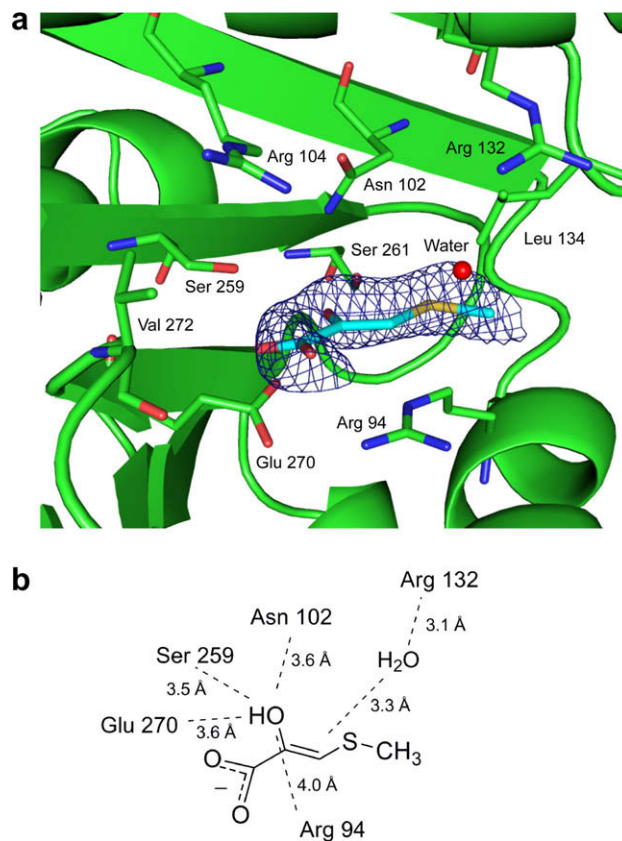 a
Arg 104
Arg 132
Asn 102
Ser 261
Water
Leu 134
Ser 259
Val 272
Arg 94
Glu 270
b
Arg 132
Asn 102
3.1 Å
Ser 259
3.6 Å
H₂O
3.5 Å
3.3 Å
Glu 270
HO
3.6 Å
S
CH₃
O
4.0 Å
–
O
Arg 94